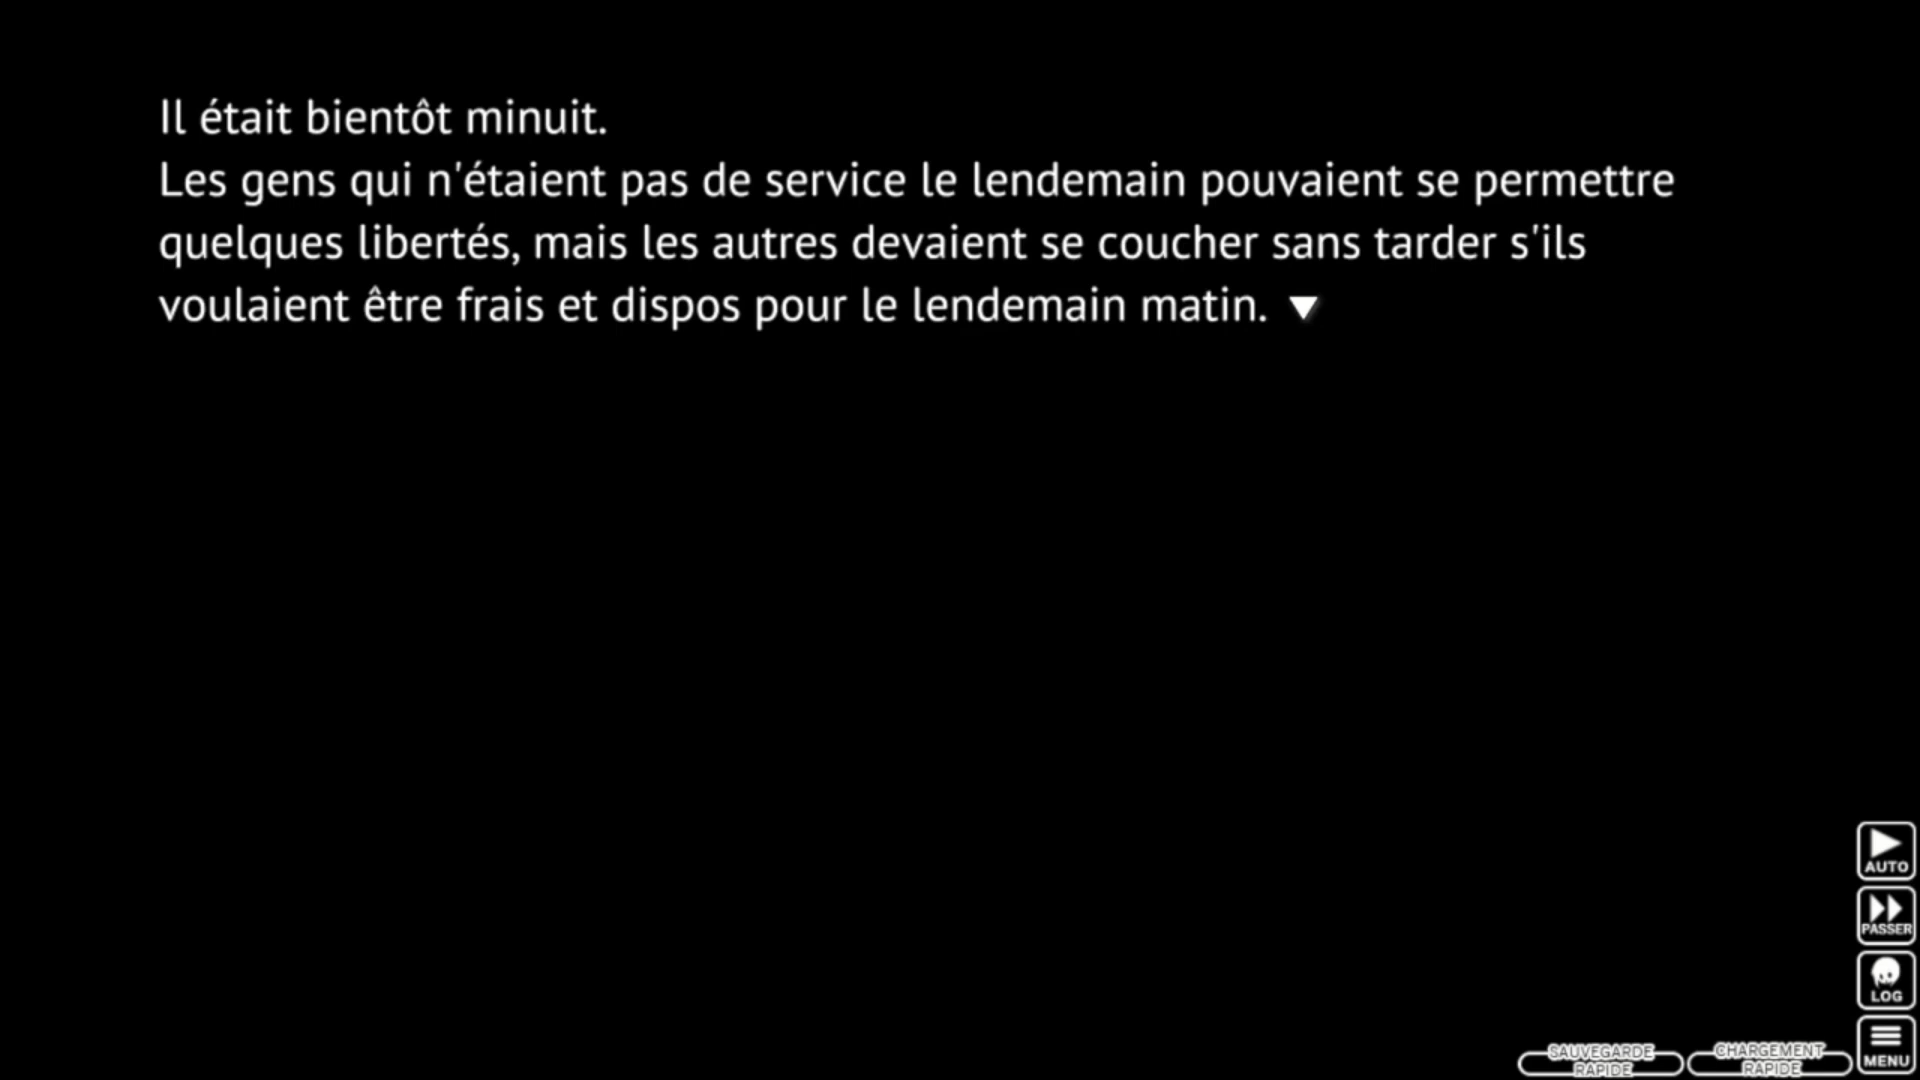 Il était bientôt minuit.
Les gens qui n'étaient pas de service le lendemain pouvaient se permettre
quelques libertés, mais les autres devaient se coucher sans tarder s'ils
voulaient être frais et dispos pour le lendemain matin.
AUTO
PASSER
LOG
MENU
SAUVEGARDE
RAPIDE
CHARGEMENT
RAPIDE